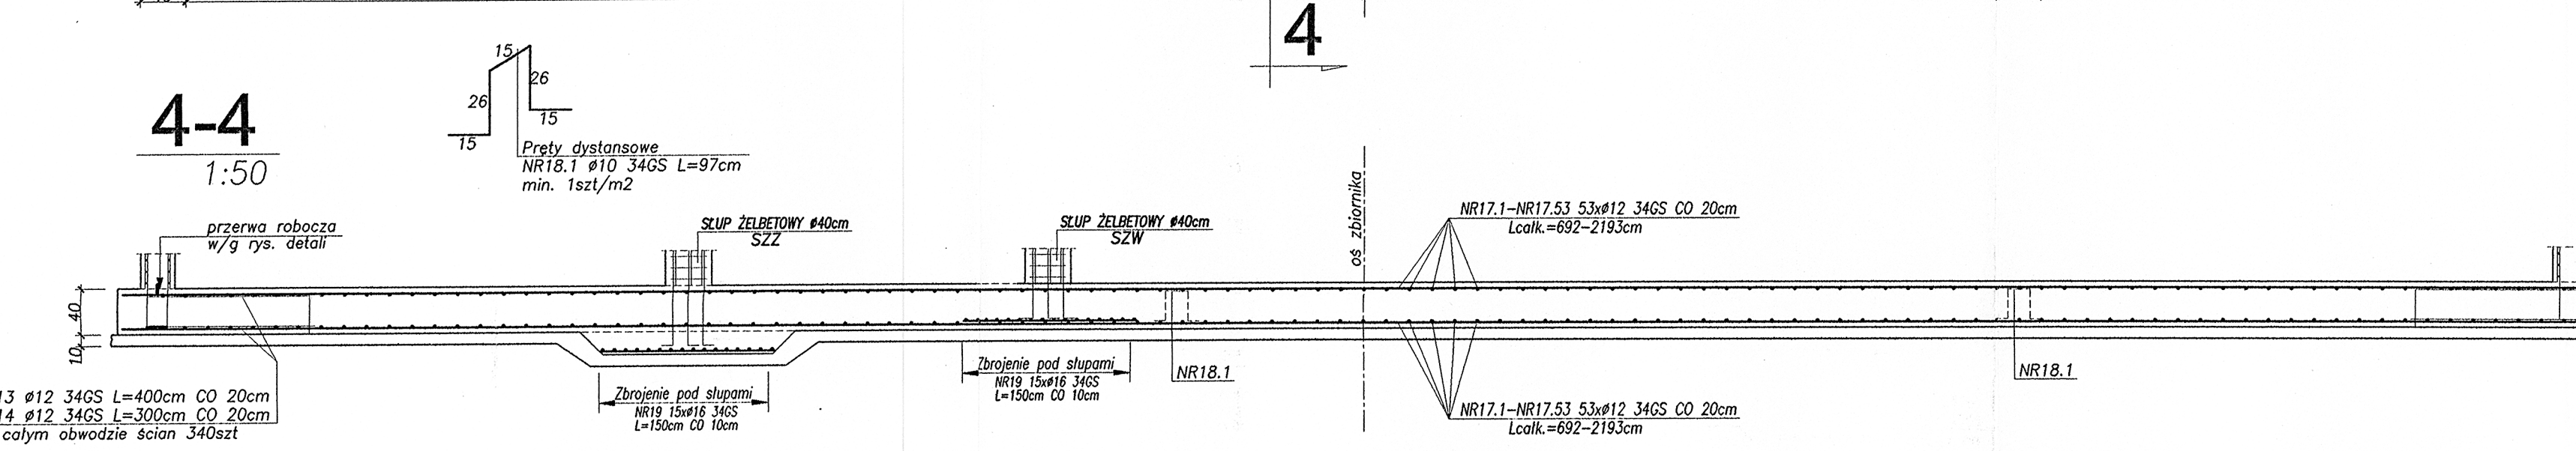 4
15
26
26
15
15
4-4
1:50
Pręty dystansowe
NR18.1 ø10 34GS L=97cm
min. 1szt/m2
przerwa robocza
w/g rys. detali
SŁUP ŻELBETOWY ø40cm
SZZ
SŁUP ŻELBETOWY ø40cm
SZW
oś zbiornika
NR17.1-NR17.53 53xø12 34GS CO 20cm
Lcałk.=692-2193cm
40
10
13 ø12 34GS L=400cm CO 20cm
14 ø12 34GS L=300cm CO 20cm
całym obwodzie ścian 340szt
Zbrojenie pod słupami
NR19 15xø16 34GS
L=150cm CO 10cm
Zbrojenie pod słupami
NR19 15xø16 34GS
L=150cm CO 10cm
NR18.1
NR18.1
NR17.1-NR17.53 53xø12 34GS CO 20cm
Lcałk.=692-2193cm